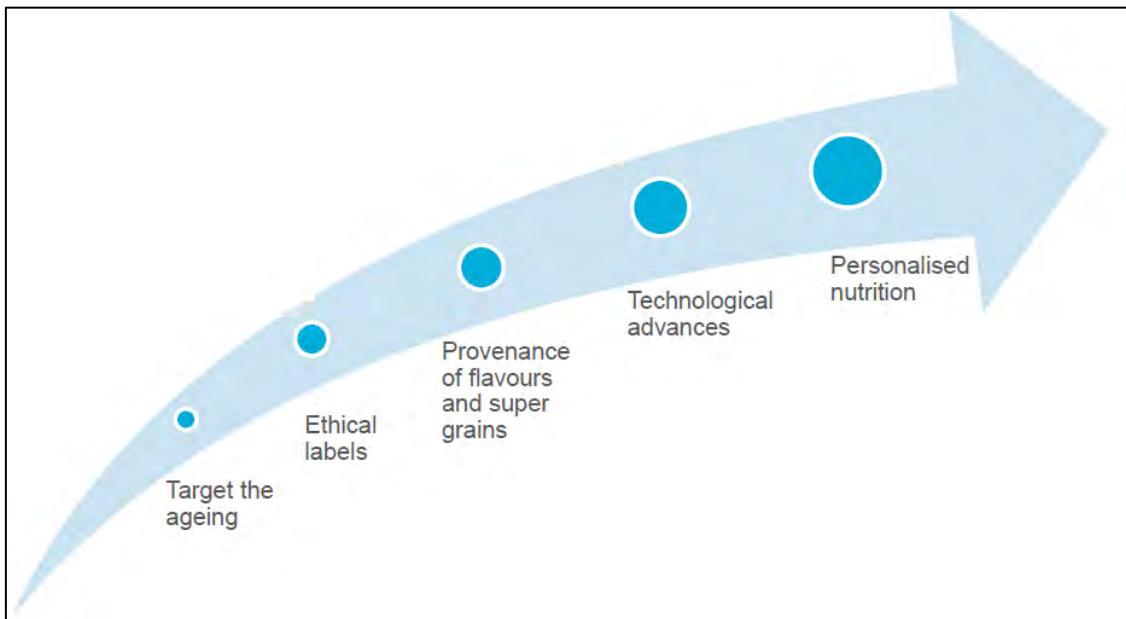 Target the
ageing
Ethical
labels
Provenance
of flavours
and super
grains
Technological
advances
Personalised
nutrition